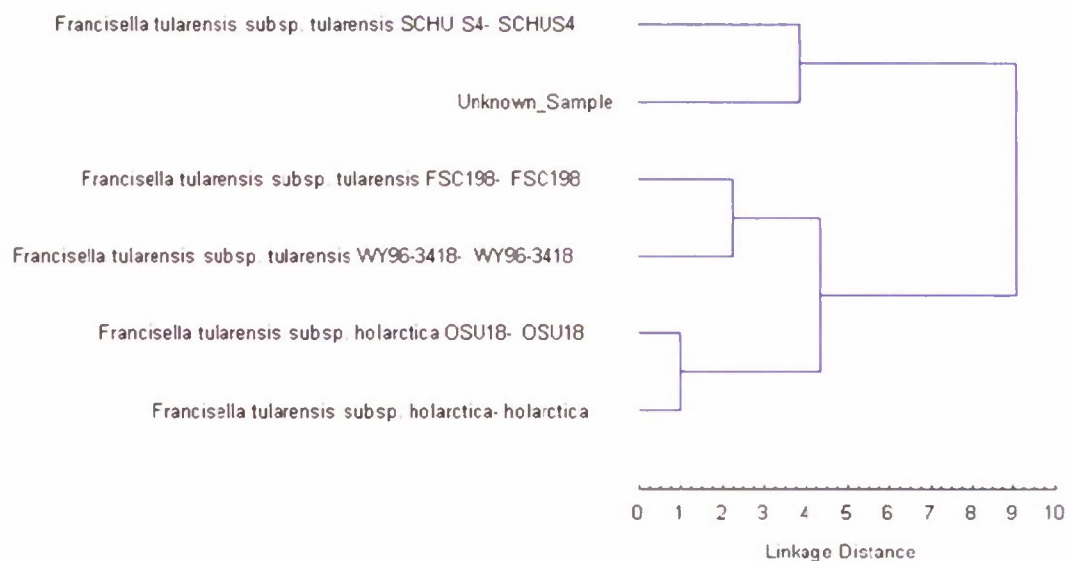 Francisella tularensis subsp. tularensis SCHU S4- SCHUS4
Unknown_Sample
Francisella tularensis subsp. tularensis FSC198- FSC198
Francisella tularensis subsp. tularensis WY96-3418- WY96-3418
Francisella tularensis subsp. holarctica OSU18- OSU18
Francisella tularensis subsp. holarctica- holarctica
0 1 2 3 4 5 6 7 8 9 10
Linkage Distance